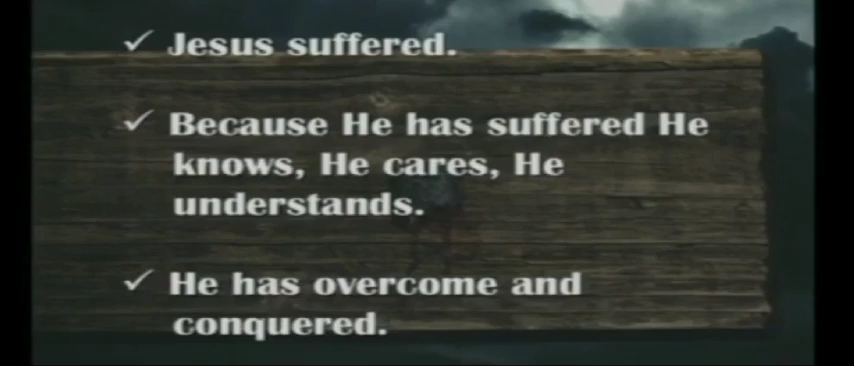 ✓ Jesus suffered.
✓ Because He has suffered He
knows, He cares, He
understands.
✓ He has overcome and
conquered.